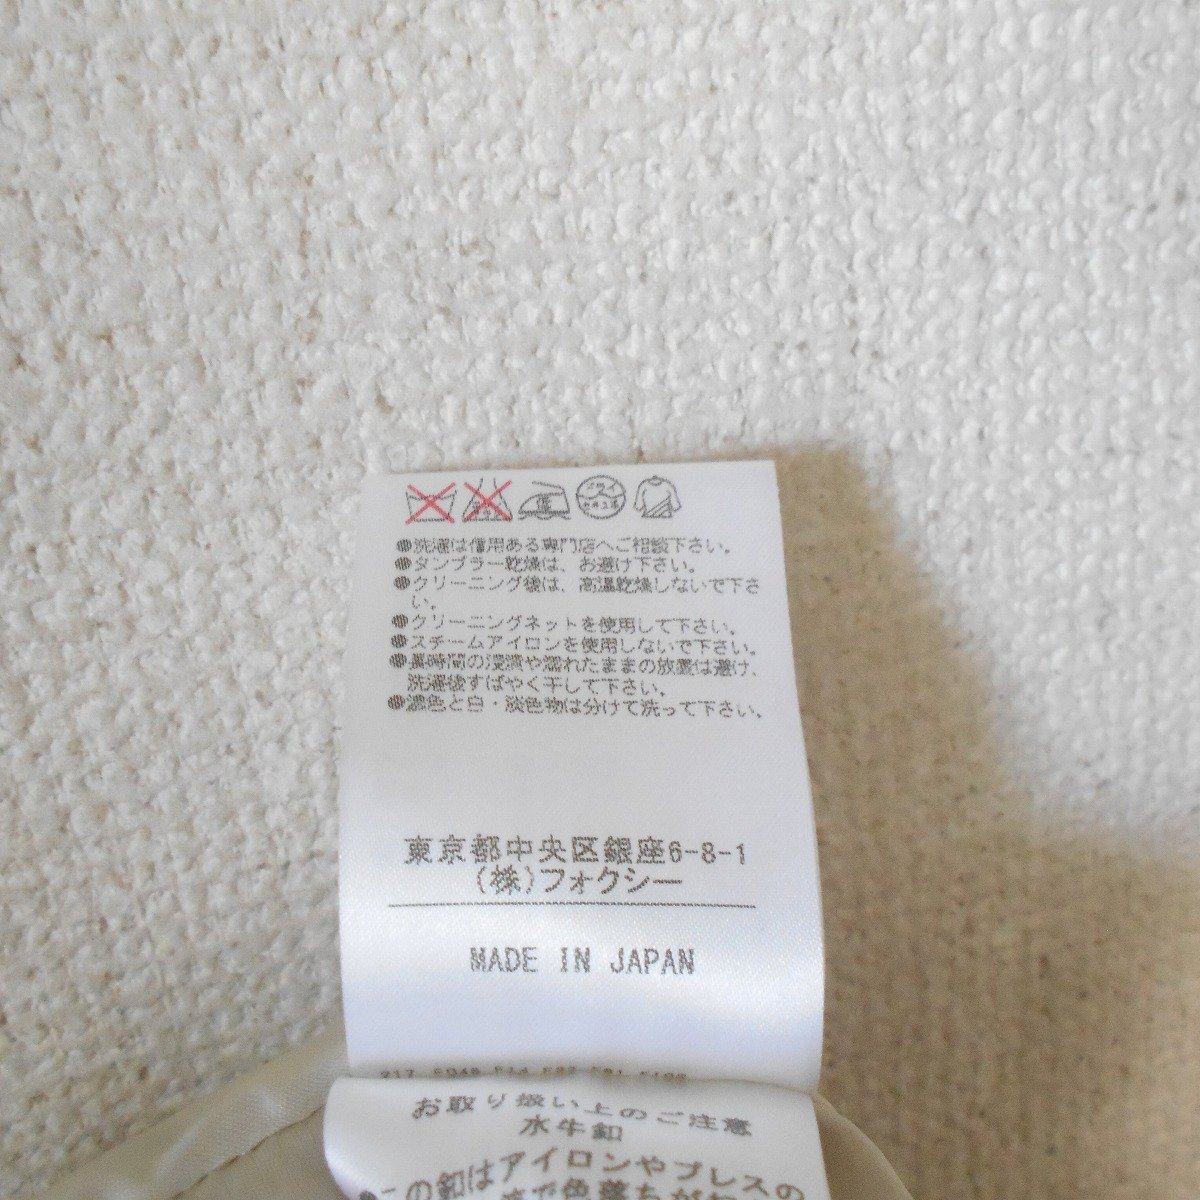 ●洗濯は信用ある専門店へご相談下さい。
●タンブラー乾燥は、お避け下さい。
●クリーニング後は、高温乾燥しないで下さ
い。
●クリーニングネットを使用して下さい。
●スチームアイロンを使用しないで下さい。
●長時間の浸漬や濡れたままの放置は避け、
洗濯後すばやく干して下さい。
●濃色と白・淡色物は分けて洗って下さい。
東京都中央区銀座6-8-1
(株)フォクシー
MADE IN JAPAN
お取り扱い上のご注意
水牛釦
●この釦はアイロンやプレスの
で色落ちが